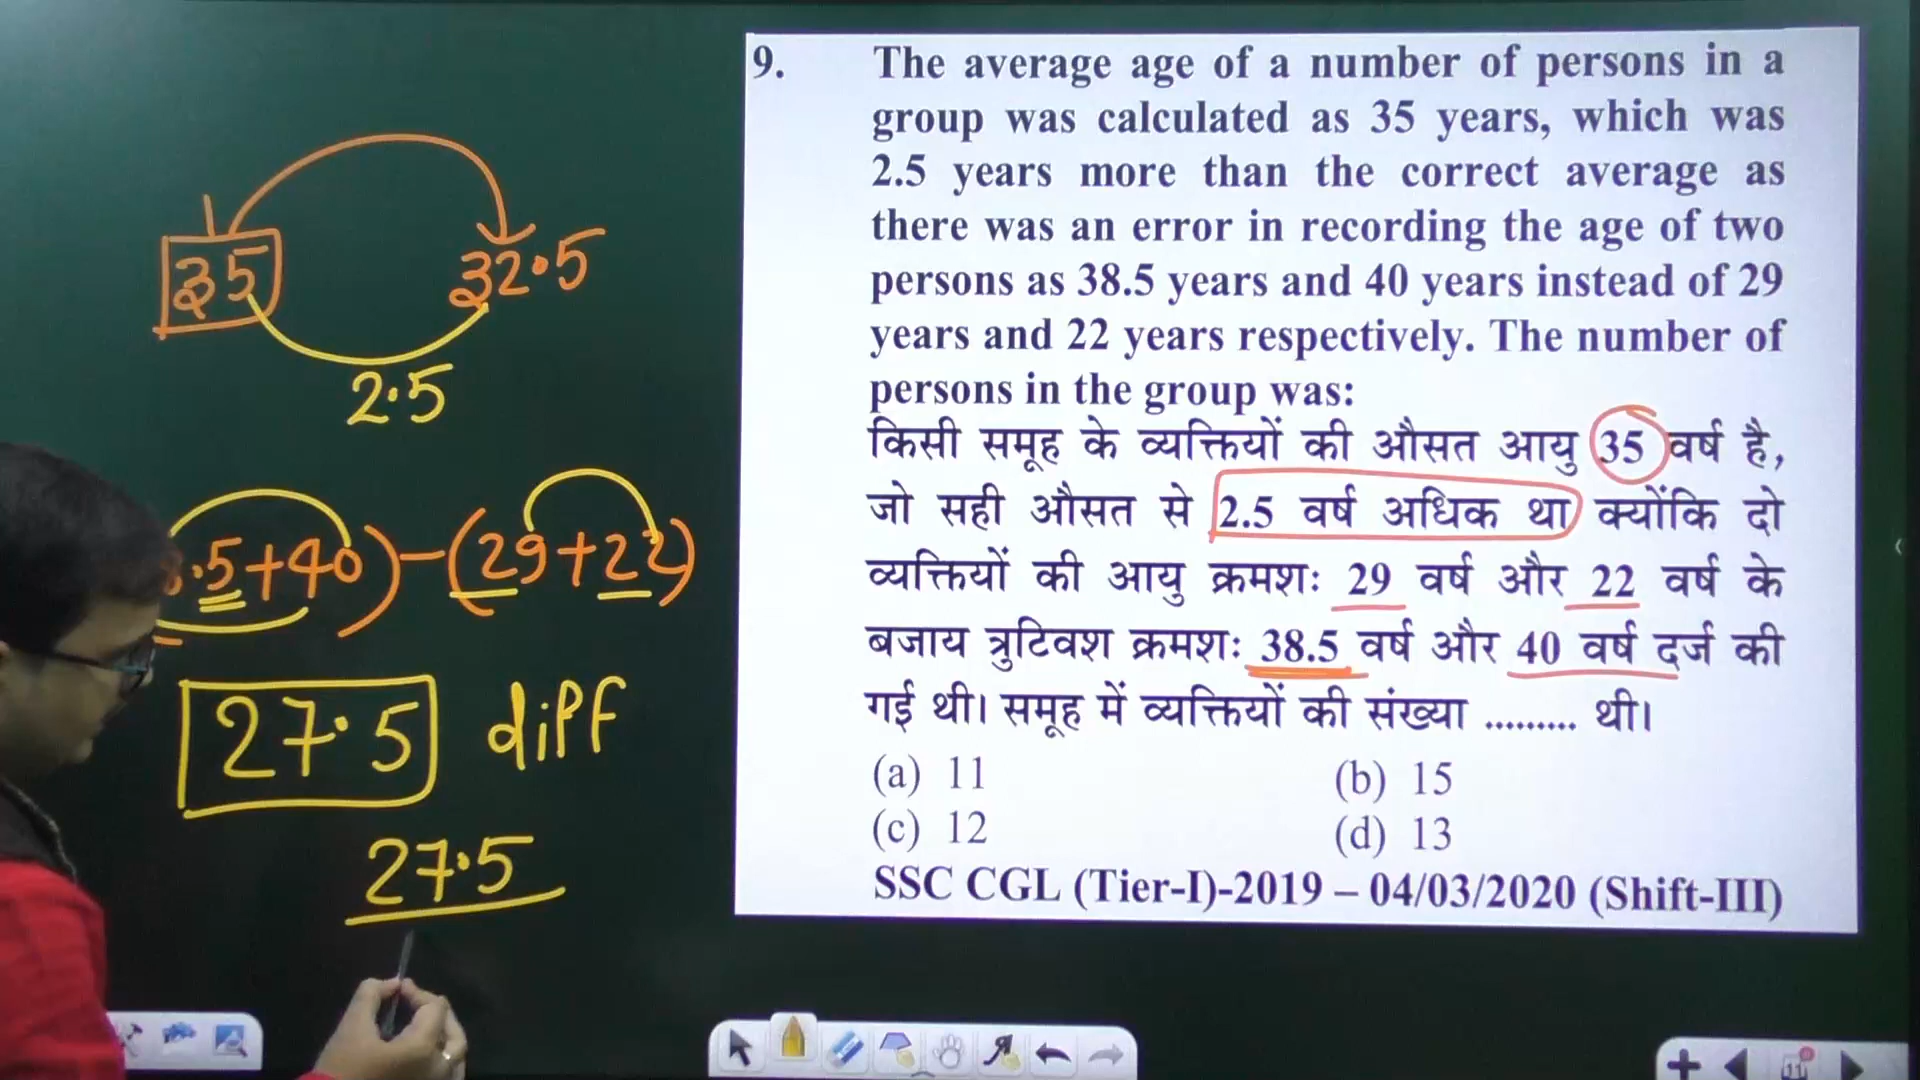 35
32.5
2.5
.5+40)-(29+22)
27.5 diff
27.5
9. The average age of a number of persons in a
group was calculated as 35 years, which was
2.5 years more than the correct average as
there was an error in recording the age of two
persons as 38.5 years and 40 years instead of 29
years and 22 years respectively. The number of
persons in the group was:
किसी समूह के व्यक्तियों की औसत आयु 35 वर्ष है,
जो सही औसत से 2.5 वर्ष अधिक था क्योंकि दो
व्यक्तियों की आयु क्रमशः 29 वर्ष और 22 वर्ष के
बजाय त्रुटिवश क्रमशः 38.5 वर्ष और 40 वर्ष दर्ज की
गई थी। समूह में व्यक्तियों की संख्या ......... थी।
(a) 11 (b) 15
(c) 12 (d) 13
SSC CGL (Tier-I)-2019 – 04/03/2020 (Shift-III)
11